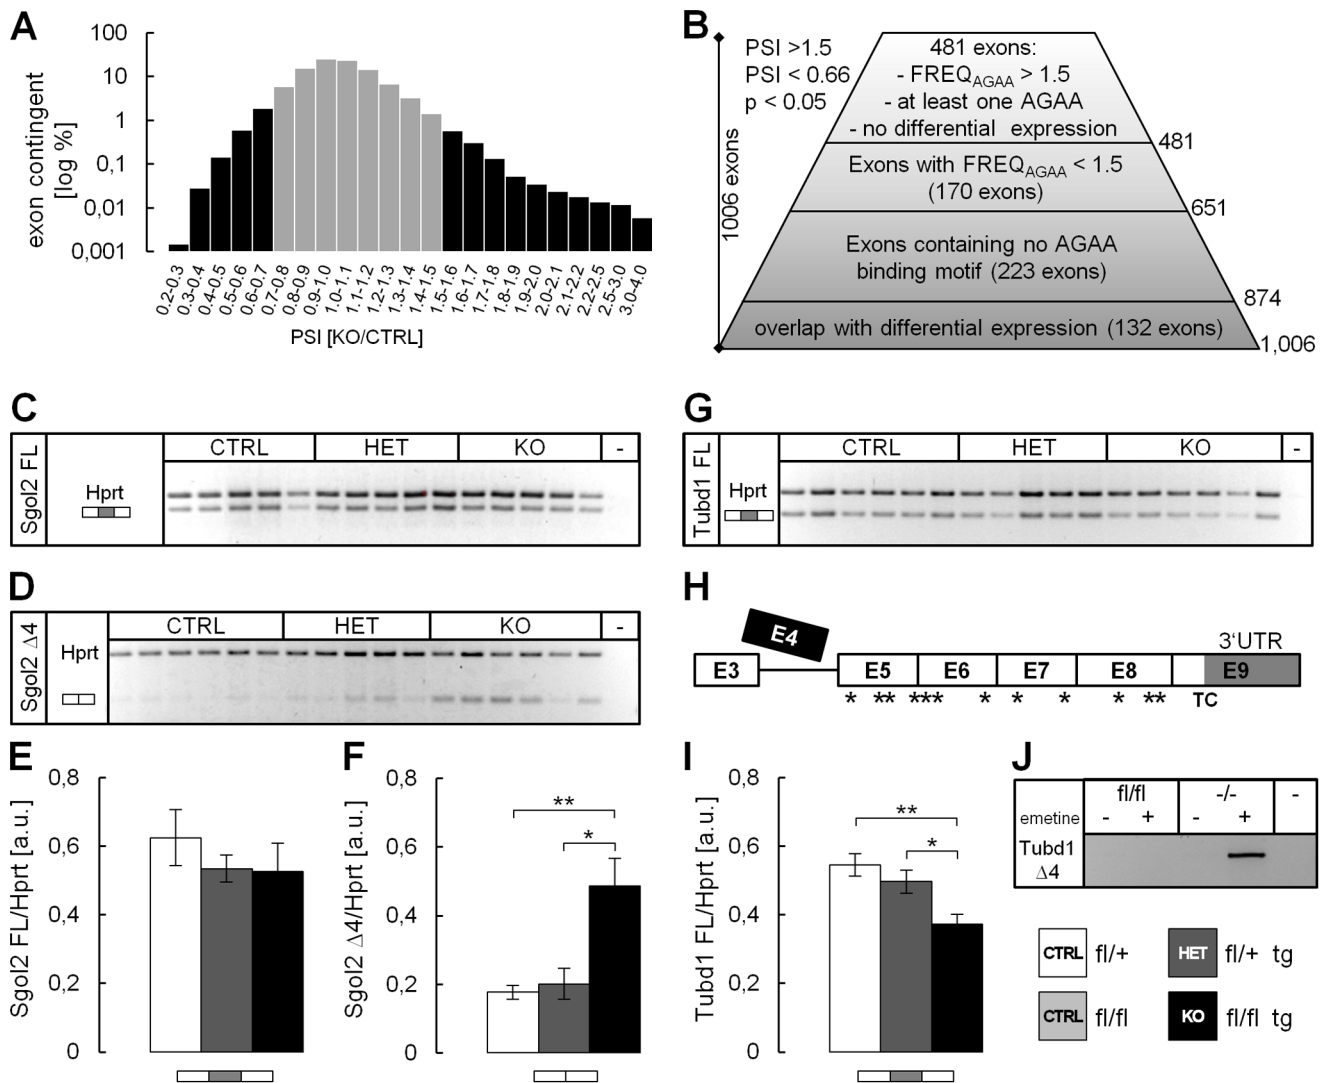 A
exon contingent
[log %]
100
10
1
0,1
0,01
0,001
0.2-0.3
0.3-0.4
0.4-0.5
0.5-0.6
0.6-0.7
0.7-0.8
0.8-0.9
0.9-1.0
1.0-1.1
1.1-1.2
1.2-1.3
1.3-1.4
1.4-1.5
1.5-1.6
1.6-1.7
1.7-1.8
1.8-1.9
1.9-2.0
2.0-2.1
2.1-2.2
2.2-2.5
2.5-3.0
3.0-4.0
PSI [KO/CTRL]
B
1006 exons
PSI >1.5
PSI < 0.66
p < 0.05
481 exons:
- FREQAGAA > 1.5
- at least one AGAA
- no differential expression
481
Exons with FREQAGAA < 1.5
(170 exons)
651
Exons containing no AGAA
binding motif (223 exons)
874
overlap with differential expression (132 exons)
1,006
C
Sgol2 FL
CTRL HET KO -
Hprt
D
Sgol2 Δ4
CTRL HET KO -
Hprt
E
Sgol2 FL/Hprt [a.u.]
0,8
0,6
0,4
0,2
0
F
Sgol2 Δ4/Hprt [a.u.]
0,8
0,6
0,4
0,2
0
**
*
G
Tubd1 FL
CTRL HET KO -
Hprt
H
E4
3'UTR
E3 E5 E6 E7 E8 E9
* ** *** * * * * ** TC
I
Tubd1 FL/Hprt [a.u.]
0,8
0,6
0,4
0,2
0
**
*
J
fl/fl -/- -
emetine - + - +
Tubd1
Δ4
CTRL fl/+
HET fl/+ tg
CTRL fl/fl
KO fl/fl tg